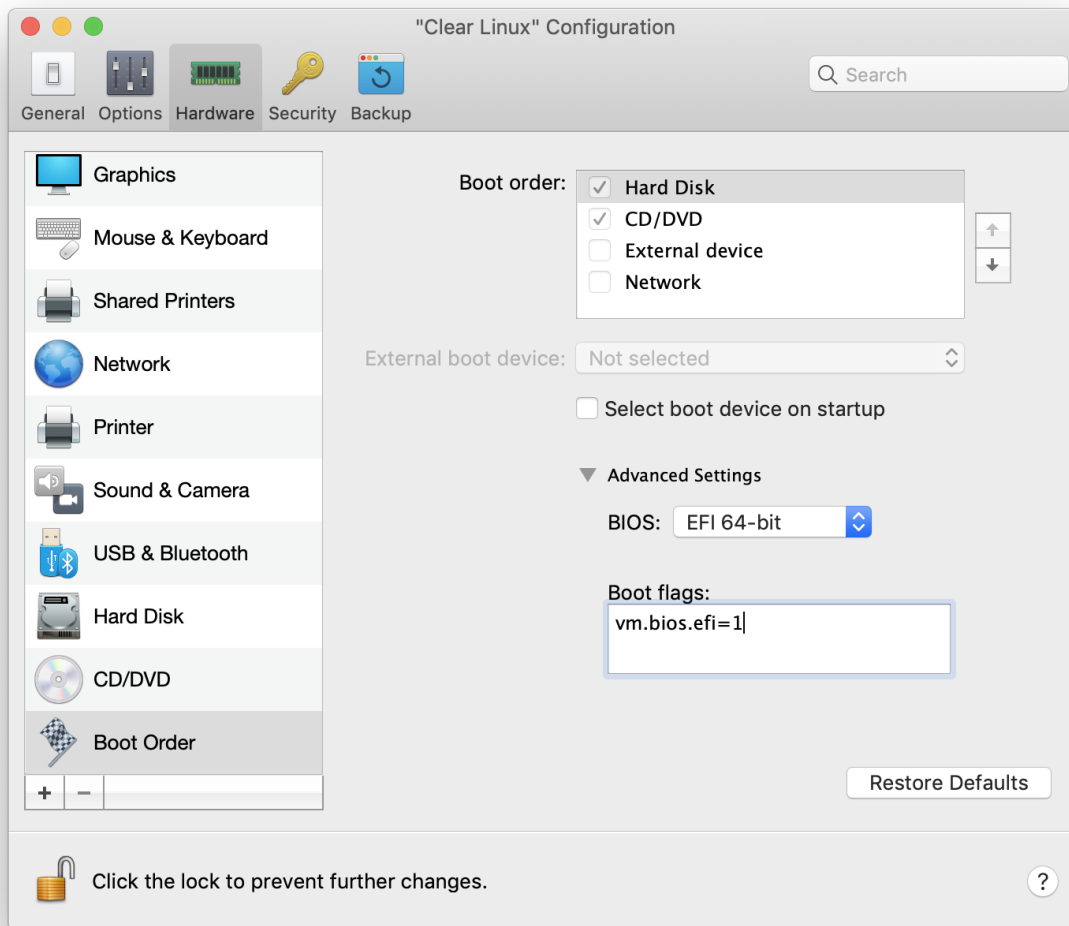 "Clear Linux" Configuration
General Options Hardware Security Backup
Search
Graphics
Mouse & Keyboard
Shared Printers
Network
Printer
Sound & Camera
USB & Bluetooth
Hard Disk
CD/DVD
Boot Order
Boot order:
Hard Disk
CD/DVD
External device
Network
External boot device: Not selected
Select boot device on startup
Advanced Settings
BIOS: EFI 64-bit
Boot flags:
vm.bios.efi=1
Restore Defaults
Click the lock to prevent further changes.
?